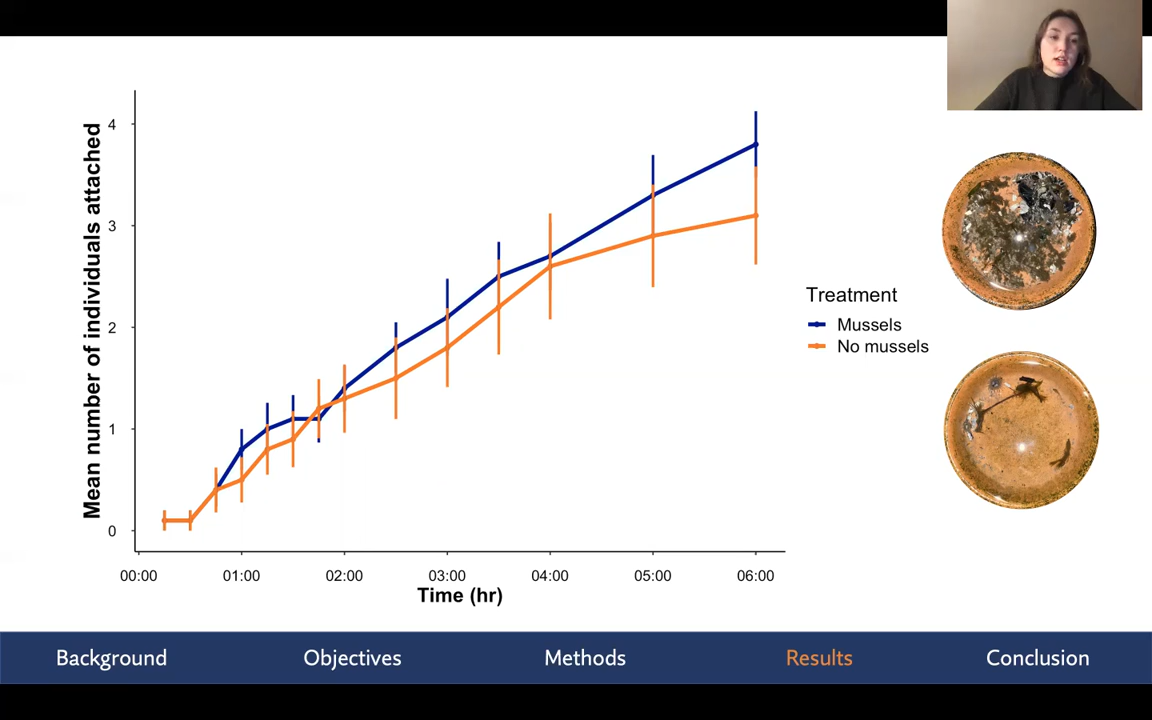 Mean number of individuals attached
4
3
2
1
0
00:00 01:00 02:00 03:00 04:00 05:00 06:00
Time (hr)
Treatment
Mussels
No mussels
Background Objectives Methods Results Conclusion